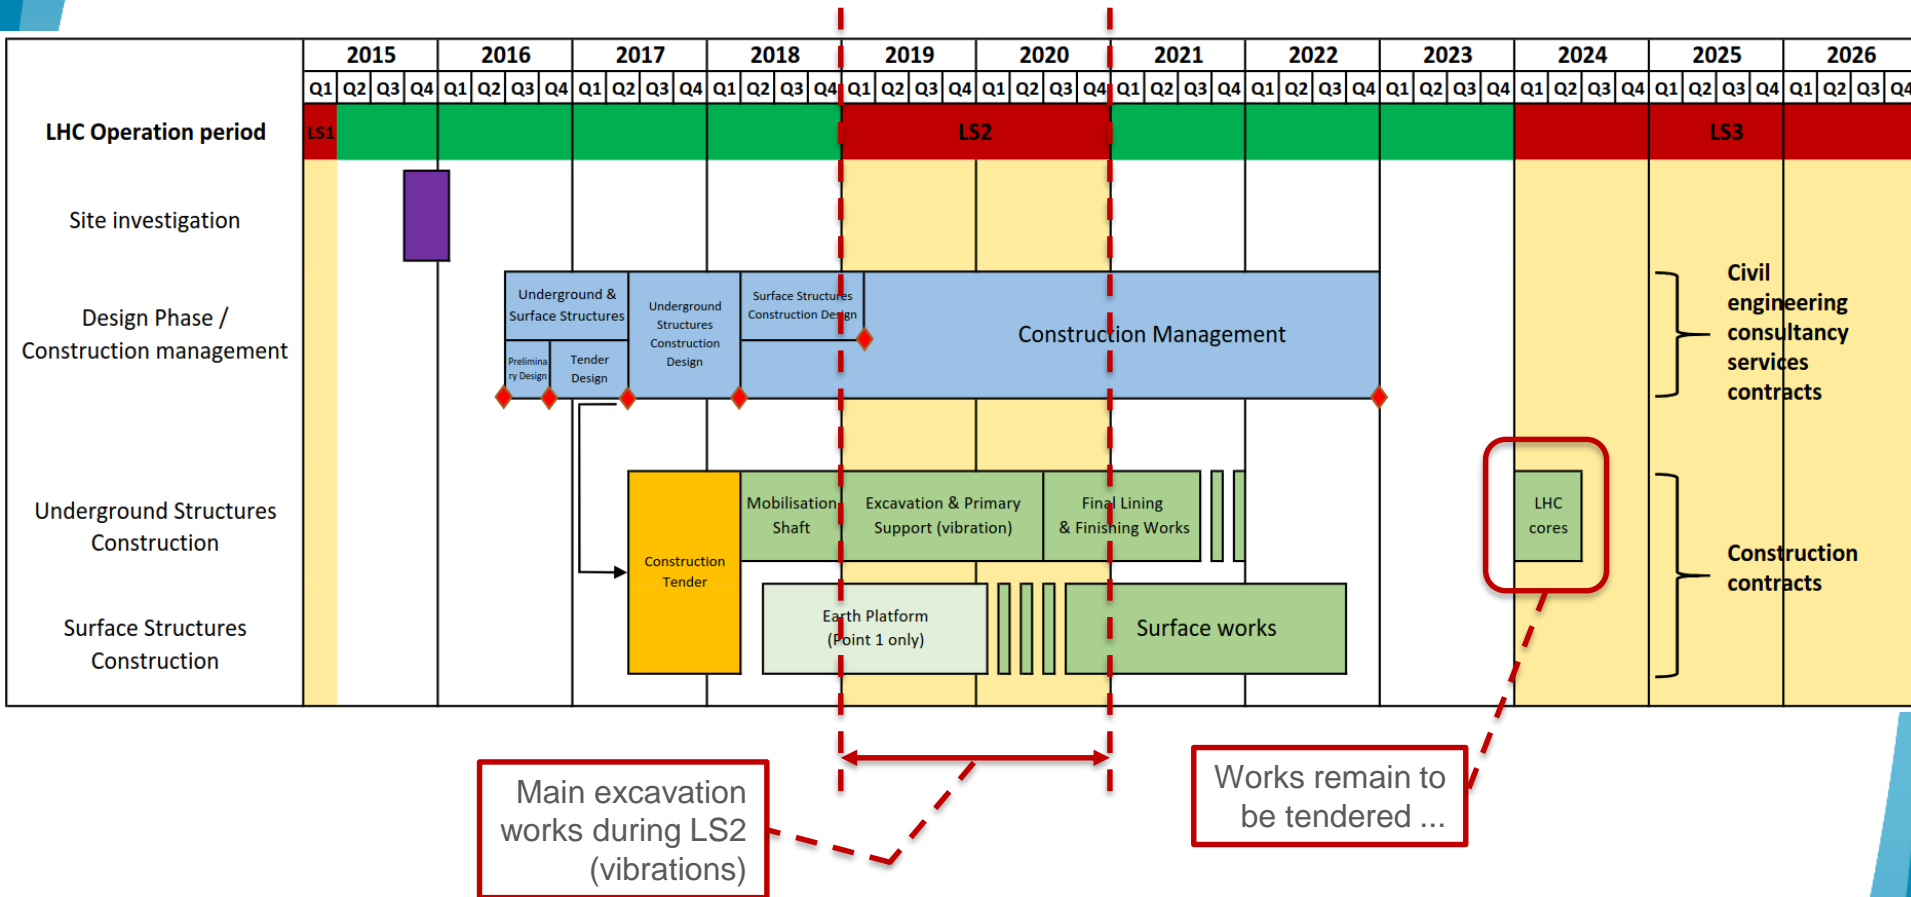 2015 2016 2017 2018 2019 2020 2021 2022 2023 2024 2025 2026
Q1 Q2 Q3 Q4 Q1 Q2 Q3 Q4 Q1 Q2 Q3 Q4 Q1 Q2 Q3 Q4 Q1 Q2 Q3 Q4 Q1 Q2 Q3 Q4 Q1 Q2 Q3 Q4 Q1 Q2 Q3 Q4 Q1 Q2 Q3 Q4 Q1 Q2 Q3 Q4 Q1 Q2 Q3 Q4 Q1 Q2 Q3 Q4
LHC Operation period
LS1
LS2
LS3
Site investigation
Design Phase /
Construction management
Underground &
Surface Structures
Prelimina
ry Design
Tender
Design
Underground
Structures
Construction
Design
Surface Structures
Construction Design
Construction Management
Civil
engineering
consultancy
services
contracts
Underground Structures
Construction
Construction
Tender
Mobilisation
Shaft
Excavation & Primary
Support (vibration)
Final Lining
& Finishing Works
LHC
cores
Construction
contracts
Surface Structures
Construction
Earth Platform
(Point 1 only)
Surface works
Main excavation
works during LS2
(vibrations)
Works remain to
be tendered ...